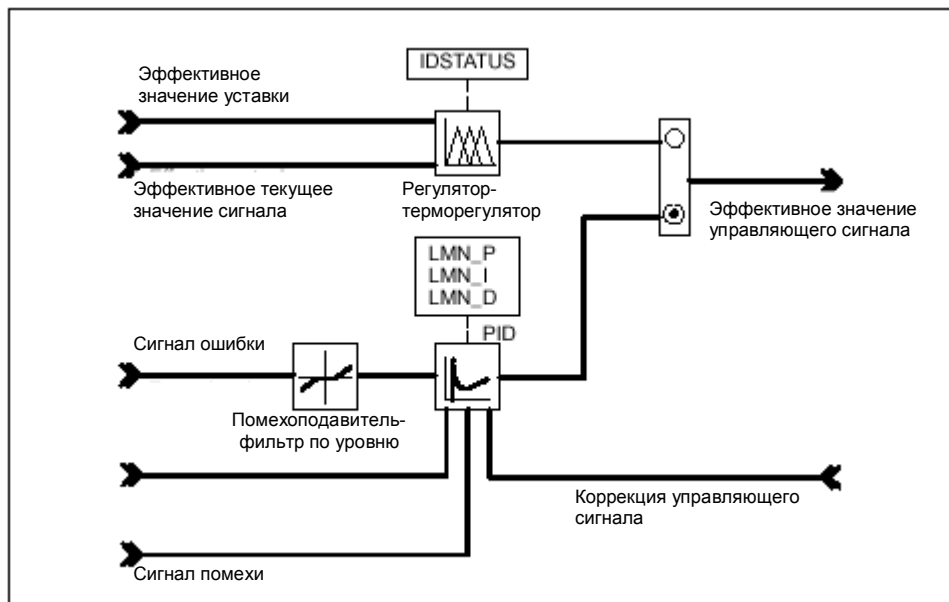 IDSTATUS
Эффективное
значение уставки
Эффективное текущее
значение сигнала
Регулятор-
терморегулятор
Эффективное значение
управляющего сигнала
LMN_P
LMN_I
LMN_D
PID
Сигнал ошибки
Помехоподавитель-
фильтр по уровню
Коррекция управляющего
сигнала
Сигнал помехи